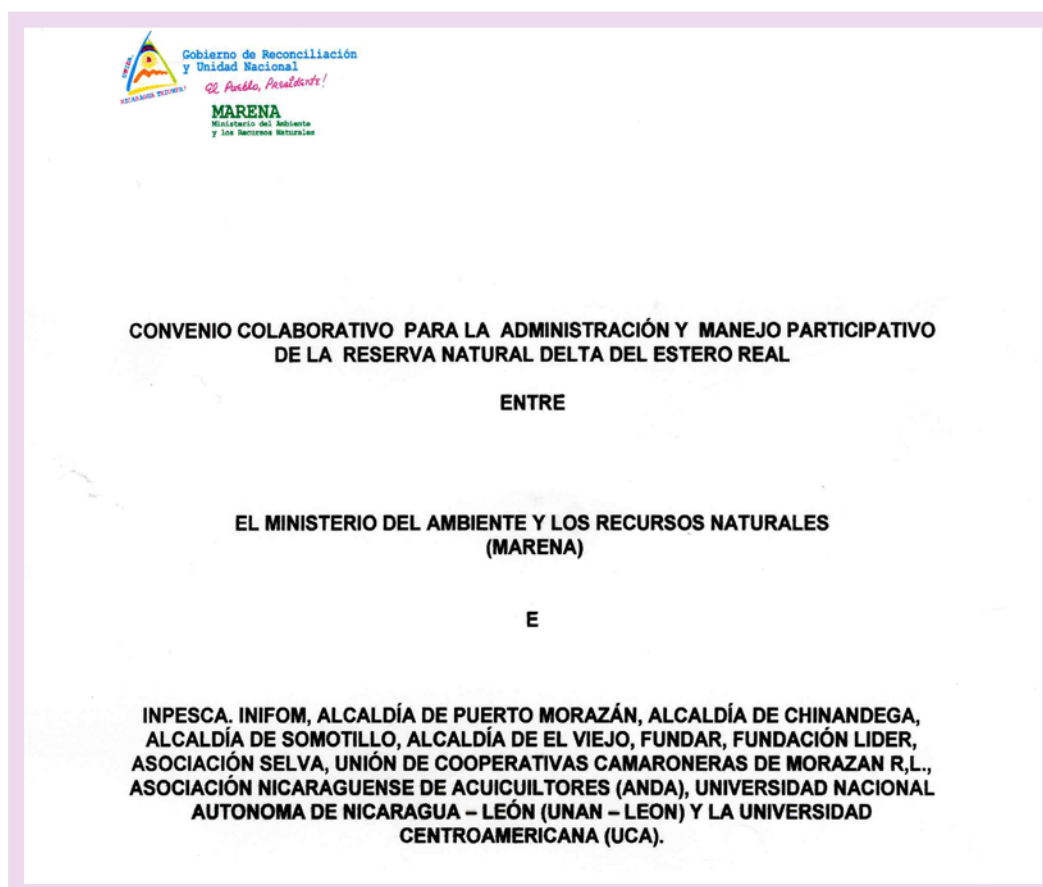 Gobierno de Reconciliación
y Unidad Nacional
El Pueblo, Presidente!
UNIDA,
NICARAGUA TRIUNFA!
MARENA
Ministerio del Ambiente
y los Recursos Naturales
CONVENIO COLABORATIVO PARA LA ADMINISTRACIÓN Y MANEJO PARTICIPATIVO
DE LA RESERVA NATURAL DELTA DEL ESTERO REAL
ENTRE
EL MINISTERIO DEL AMBIENTE Y LOS RECURSOS NATURALES
(MARENA)
E
INPESCA. INIFOM, ALCALDÍA DE PUERTO MORAZÁN, ALCALDÍA DE CHINANDEGA,
ALCALDÍA DE SOMOTILLO, ALCALDÍA DE EL VIEJO, FUNDAR, FUNDACIÓN LIDER,
ASOCIACIÓN SELVA, UNIÓN DE COOPERATIVAS CAMARONERAS DE MORAZAN R,L.,
ASOCIACIÓN NICARAGUENSE DE ACUICUILTORES (ANDA), UNIVERSIDAD NACIONAL
AUTONOMA DE NICARAGUA – LEÓN (UNAN – LEON) Y LA UNIVERSIDAD
CENTROAMERICANA (UCA).